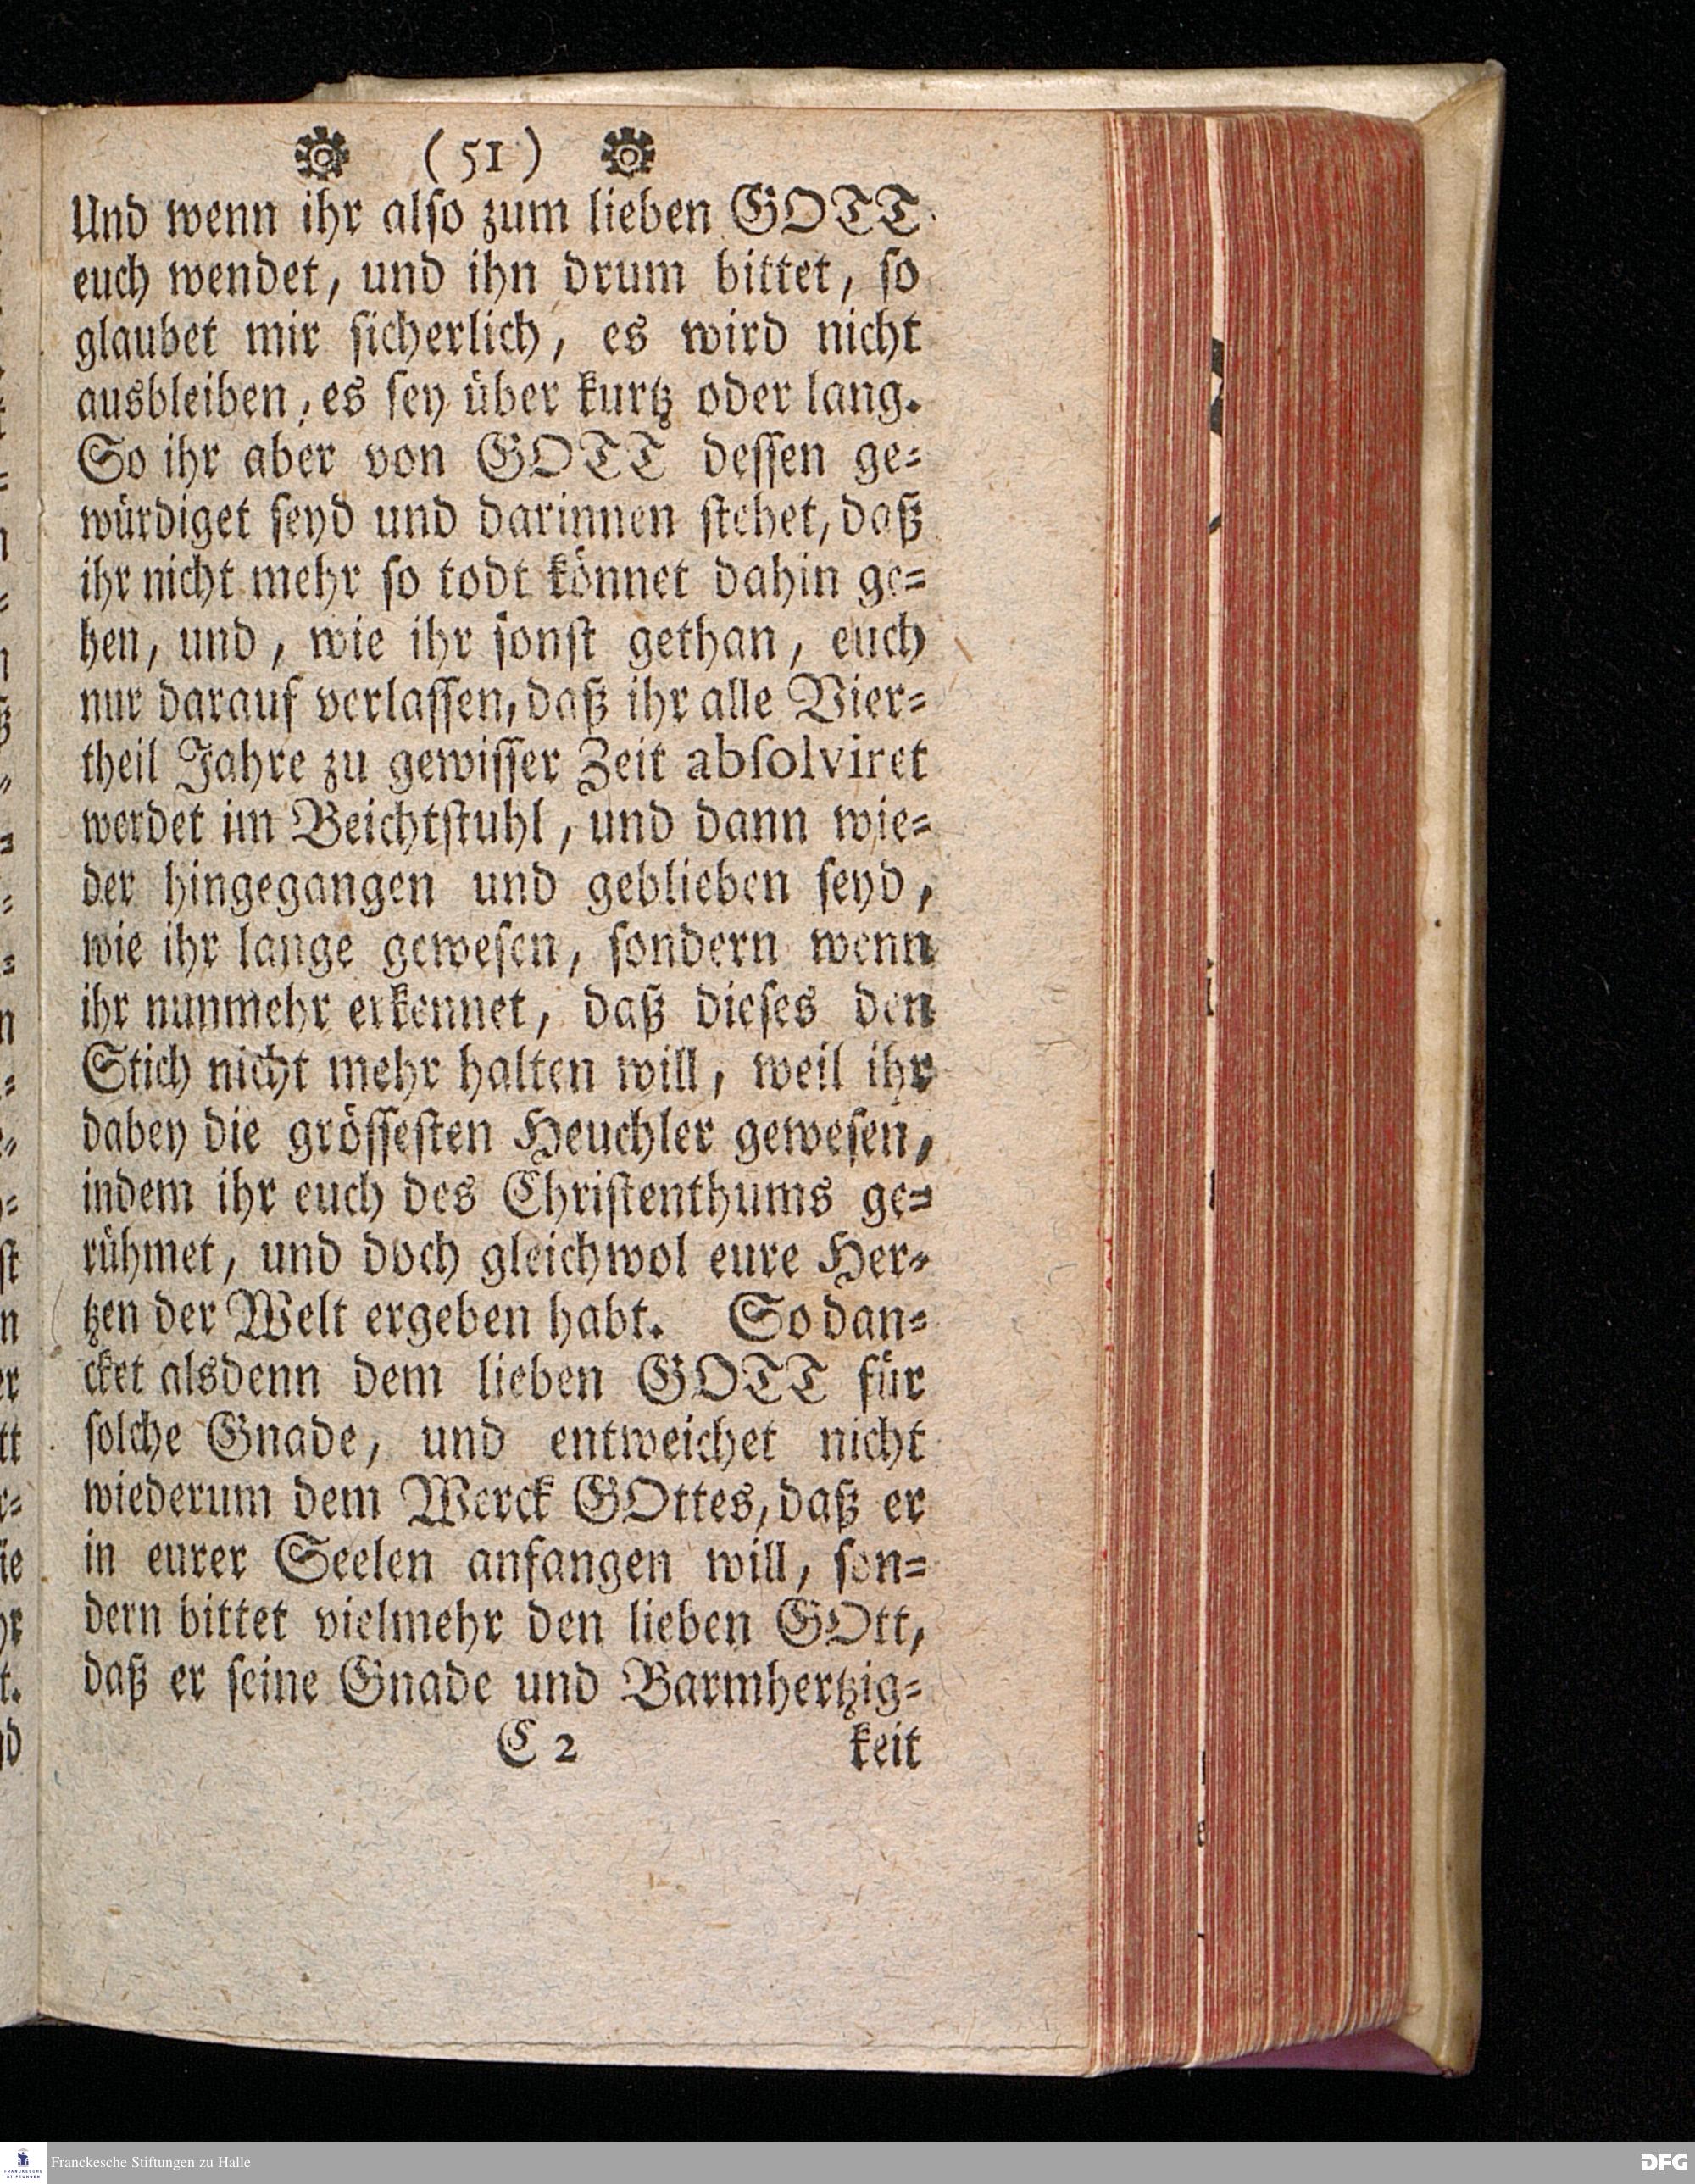 (51)
Und wenn ihr also zum lieben GOTT
euch wendet, und ihn drum bittet, so
glaubet mir sicherlich, es wird nicht
ausbleiben, es sey über kurtz oder lang.
So ihr aber von GOTT dessen ge-
würdiget seyd und darinnen stehet, daß
ihr nicht mehr so todt könnet dahin ge-
hen, und, wie ihr sonst gethan, euch
nur darauf verlassen, daß ihr alle Vier-
theil Jahre zu gewisser Zeit absolviret
werdet im Beichtstuhl, und dann wie-
der hingegangen und geblieben seyd,
wie ihr lange gewesen, sondern wenn
ihr nunmehr erkennet, daß dieses den
Stich nicht mehr halten will, weil ihr
dabey die grössesten Heuchler gewesen,
indem ihr euch des Christenthums ge-
rühmet, und doch gleichwol eure Her-
tzen der Welt ergeben habt. So dan-
cket alsdenn dem lieben GOTT für
solche Gnade, und entweichet nicht
wiederum dem Werck GOttes, daß er
in eurer Seelen anfangen will, son-
dern bittet vielmehr den lieben GOtt,
daß er seine Gnade und Barmhertzig-
C 2 keit
Franckesche Stiftungen zu Halle
DFG